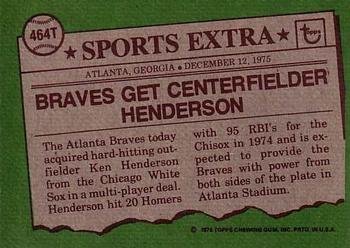 464T
★ SPORTS EXTRA ★
topps
ATLANTA, GEORGIA • DECEMBER 12, 1975
BRAVES GET CENTERFIELDER
HENDERSON
The Atlanta Braves today
acquired hard-hitting out-
fielder Ken Henderson
from the Chicago White
Sox in a multi-player deal.
Henderson hit 20 Homers
with 95 RBI's for the
Chisox in 1974 and is ex-
pected to provide the
Braves with power from
both sides of the plate in
Atlanta Stadium.
© 1976 TOPPS CHEWING GUM, INC. PRTD. IN U.S.A.